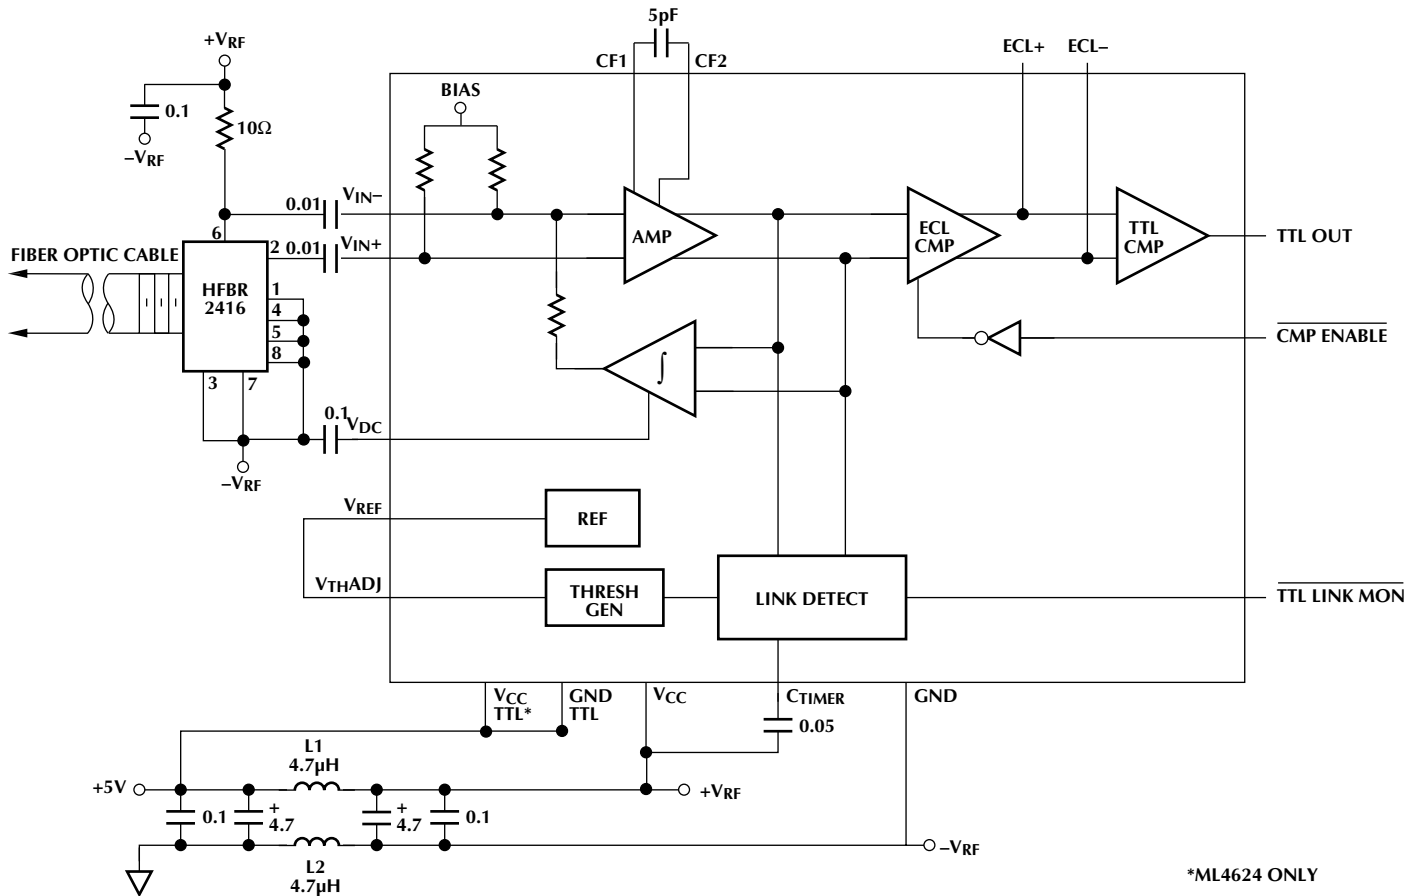 5pF
+VRF
CF1
CF2
ECL+
ECL–
BIAS
0.1
10Ω
–VRF
0.01
VIN–
AMP
ECL
CMP
TTL
CMP
TTL OUT
6
FIBER OPTIC CABLE
2
0.01
VIN+
HFBR
2416
1
4
5
8
3
7
∫
CMP ENABLE
0.1
VDC
–VRF
VREF
REF
VTHADJ
THRESH
GEN
LINK DETECT
TTL LINK MON
VCC
TTL*
GND
TTL
VCC
CTIMER
GND
0.05
L1
4.7µH
+5V
+VRF
0.1
+
4.7
+
4.7
0.1
–VRF
L2
4.7µH
*ML4624 ONLY